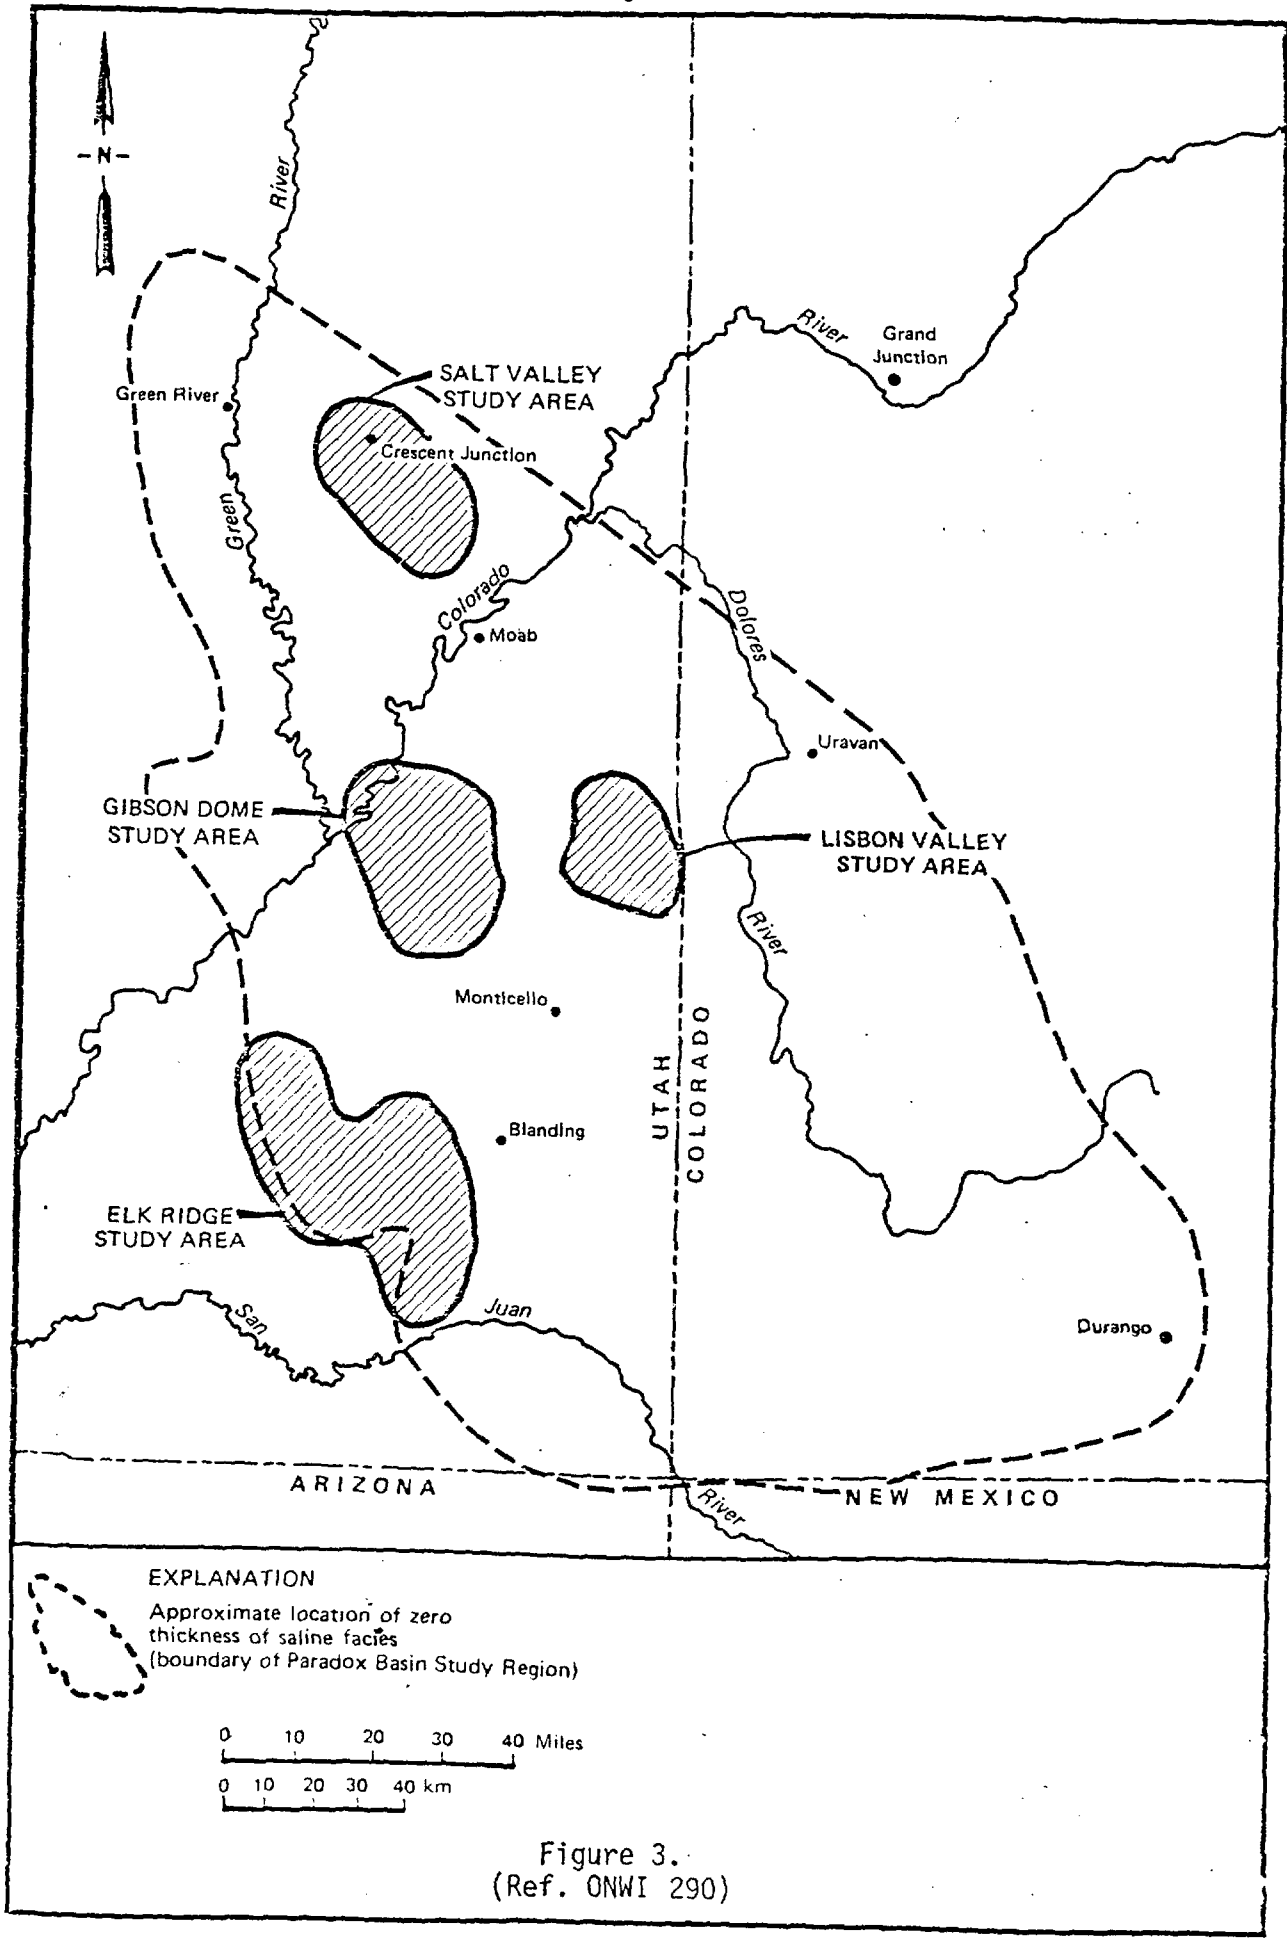 -N-
River
River
Grand
Junction
SALT VALLEY
STUDY AREA
Green River
Crescent Junction
Green
Colorado
Dolores
Moab
Uravan
GIBSON DOME
STUDY AREA
LISBON VALLEY
STUDY AREA
River
Monticello
UTAH
COLORADO
Blanding
ELK RIDGE
STUDY AREA
San
Juan
Durango
ARIZONA
River
NEW MEXICO
EXPLANATION
Approximate location of zero
thickness of saline facies
(boundary of Paradox Basin Study Region)
0 10 20 30 40 Miles
0 10 20 30 40 km
Figure 3.
(Ref. ONWI 290)